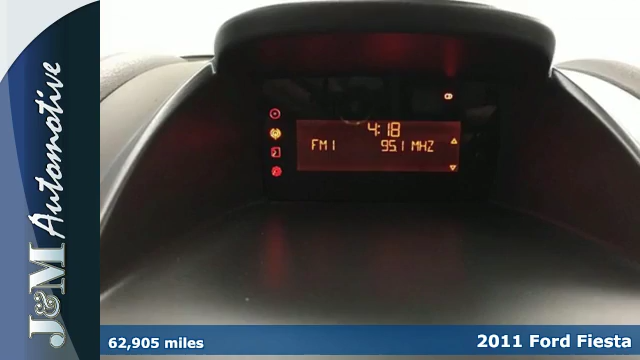 J&M Automotive
4:18
FM1 95.1 MHZ
62,905 miles
2011 Ford Fiesta